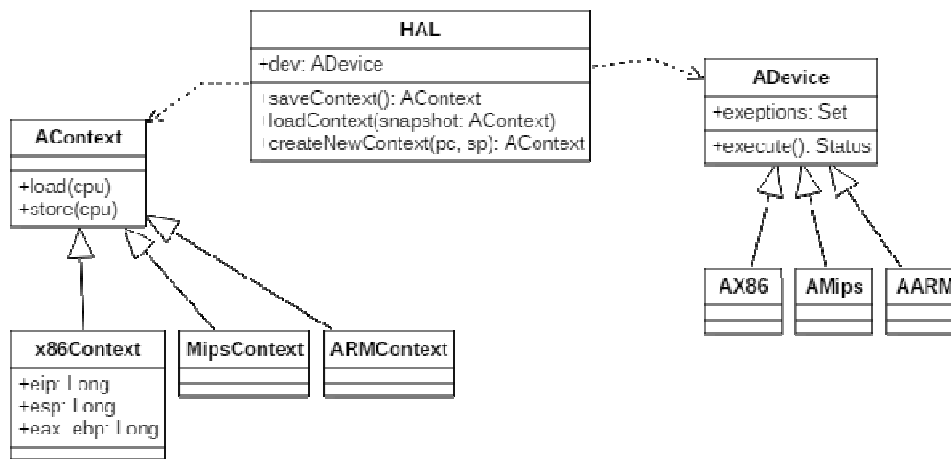 HAL
+dev: ADevice
+saveContext(): AContext
+loadContext(snapshot: AContext)
+createNewContext(pc, sp): AContext
ADevice
+exeptions: Set
+execute(): Status
AContext
+load(cpu)
+store(cpu)
AX86
AMips
AARM
x86Context
+eip: Long
+esp: Long
+eax, ebp: Long
MipsContext
ARMContext